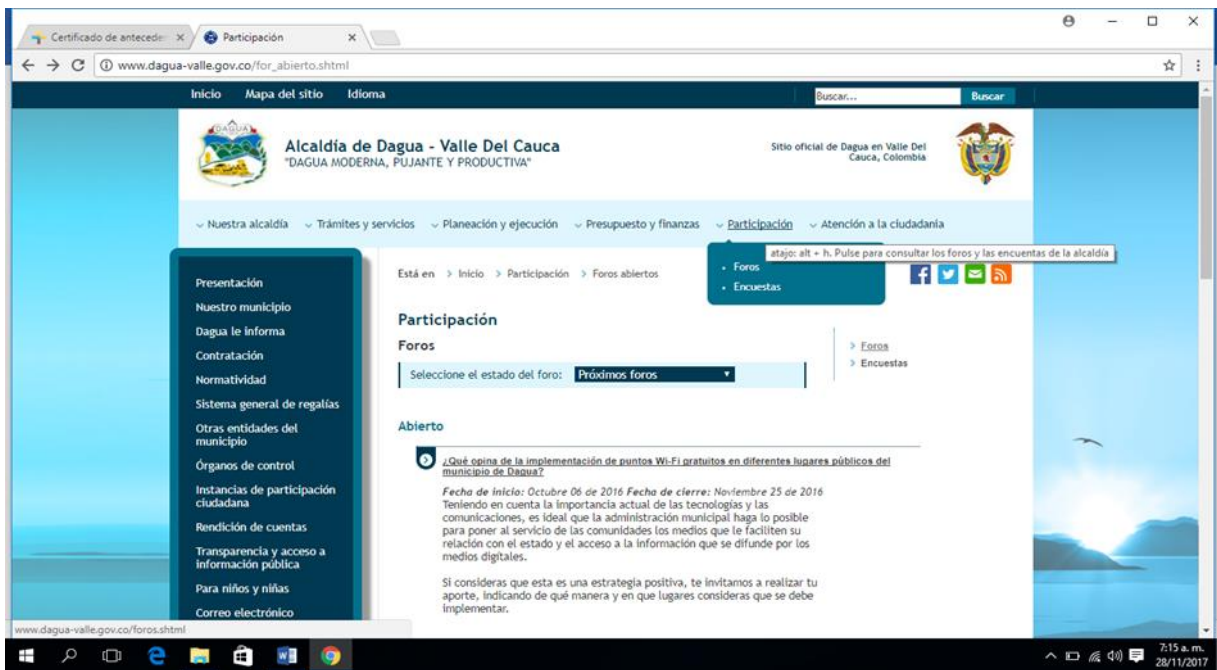 Certificado de anteceder
Participación
www.dagua-valle.gov.co/for_abierto.shtml
Inicio Mapa del sitio Idioma
Buscar... Buscar
DAGUA
Alcaldía de Dagua - Valle Del Cauca
"DAGUA MODERNA, PUJANTE Y PRODUCTIVA"
Sitio oficial de Dagua en Valle Del
Cauca, Colombia
Nuestra alcaldía Trámites y servicios Planeación y ejecución Presupuesto y finanzas Participación Atención a la ciudadanía
atajo: alt + h. Pulse para consultar los foros y las encuentas de la alcaldía
Foros
Encuestas
Presentación
Nuestro municipio
Dagua le informa
Contratación
Normatividad
Sistema general de regalías
Otras entidades del
municipio
Órganos de control
Instancias de participación
ciudadana
Rendición de cuentas
Transparencia y acceso a
información pública
Para niños y niñas
Correo electrónico
Está en > Inicio > Participación > Foros abiertos
Participación
Foros
Seleccione el estado del foro: Próximos foros
> Foros
> Encuestas
Abierto
¿Qué opina de la implementación de puntos Wi-Fi gratuitos en diferentes lugares públicos del
municipio de Dagua?
Fecha de inicio: Octubre 06 de 2016 Fecha de cierre: Noviembre 25 de 2016
Teniendo en cuenta la importancia actual de las tecnologías y las
comunicaciones, es ideal que la administración municipal haga lo posible
para poner al servicio de las comunidades los medios que le faciliten su
relación con el estado y el acceso a la información que se difunde por los
medios digitales.
Si consideras que esta es una estrategia positiva, te invitamos a realizar tu
aporte, indicando de qué manera y en que lugares consideras que se debe
implementar.
www.dagua-valle.gov.co/foros.shtml
7:15 a. m.
28/11/2017